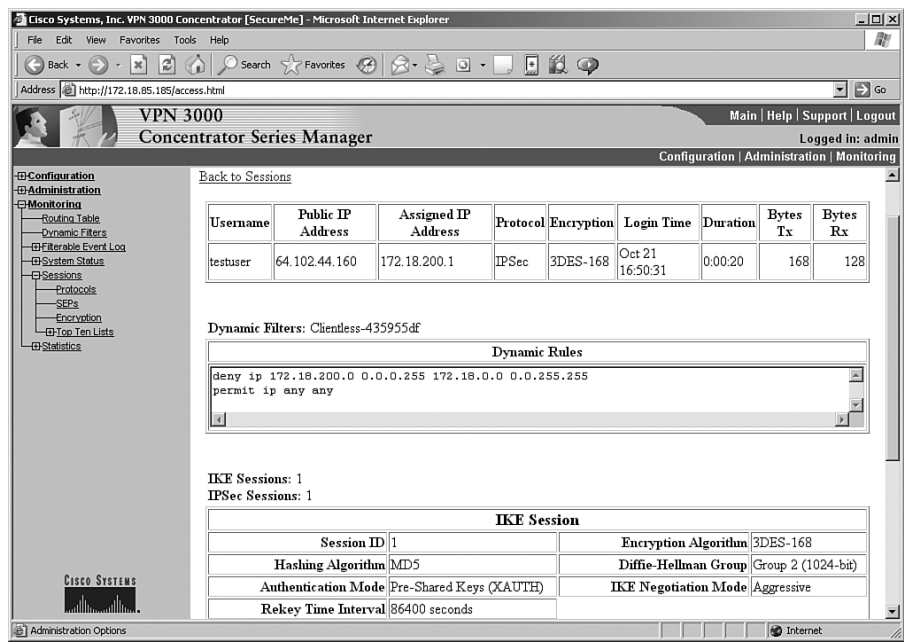 Cisco Systems, Inc. VPN 3000 Concentrator [SecureMe] - Microsoft Internet Explorer
File Edit View Favorites Tools Help
Back Search Favorites
Address http://172.18.85.185/access.html Go
VPN 3000
Concentrator Series Manager
Main | Help | Support | Logout
Logged in: admin
Configuration | Administration | Monitoring
Configuration
Administration
Monitoring
Routing Table
Dynamic Filters
Filterable Event Log
System Status
Sessions
Protocols
SEPs
Encryption
Top Ten Lists
Statistics
CISCO SYSTEMS
Back to Sessions
Username Public IP Address Assigned IP Address Protocol Encryption Login Time Duration Bytes Tx Bytes Rx
testuser 64.102.44.160 172.18.200.1 IPSec 3DES-168 Oct 21 16:50:31 0:00:20 168 128
Dynamic Filters: Clientless-435955df
Dynamic Rules
deny ip 172.18.200.0 0.0.0.255 172.18.0.0 0.0.255.255
permit ip any any
IKE Sessions: 1
IPSec Sessions: 1
IKE Session
Session ID 1 Encryption Algorithm 3DES-168
Hashing Algorithm MD5 Diffie-Hellman Group Group 2 (1024-bit)
Authentication Mode Pre-Shared Keys (XAUTH) IKE Negotiation Mode Aggressive
Rekey Time Interval 86400 seconds
Administration Options Internet